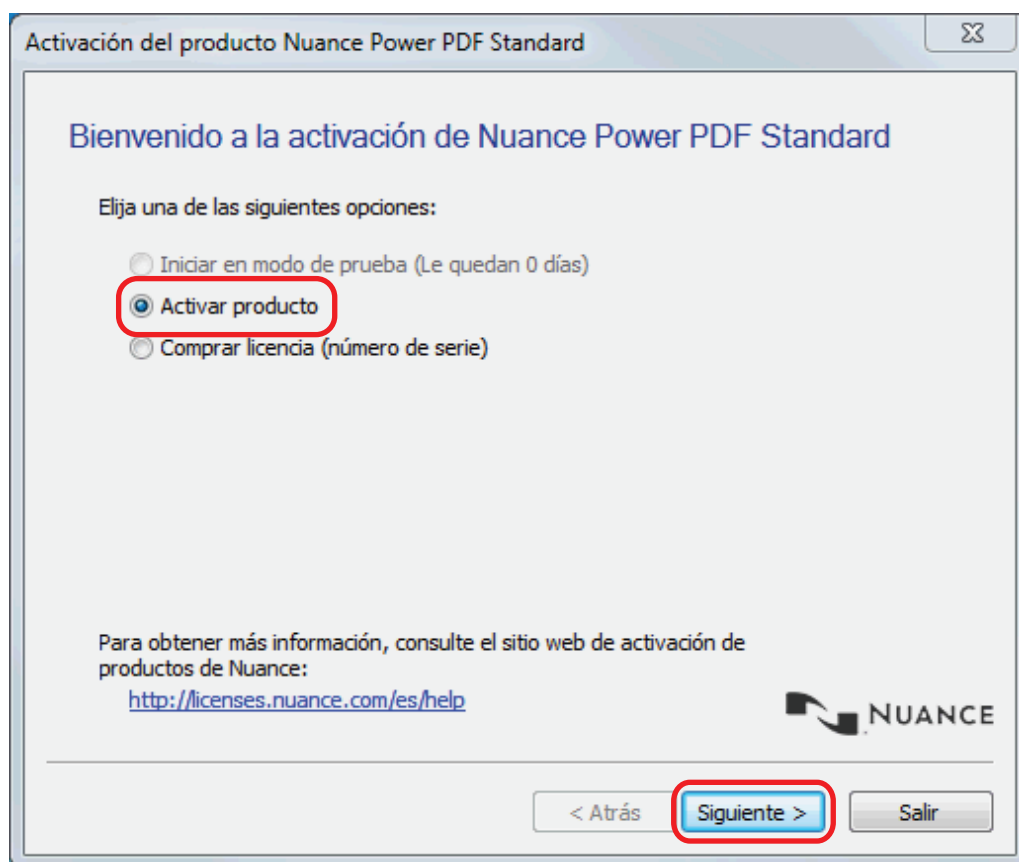 Activación del producto Nuance Power PDF Standard
Bienvenido a la activación de Nuance Power PDF Standard
Elija una de las siguientes opciones:
Iniciar en modo de prueba (Le quedan 0 días)
Activar producto
Comprar licencia (número de serie)
Para obtener más información, consulte el sitio web de activación de
productos de Nuance:
http://licenses.nuance.com/es/help
NUANCE
< Atrás
Siguiente >
Salir